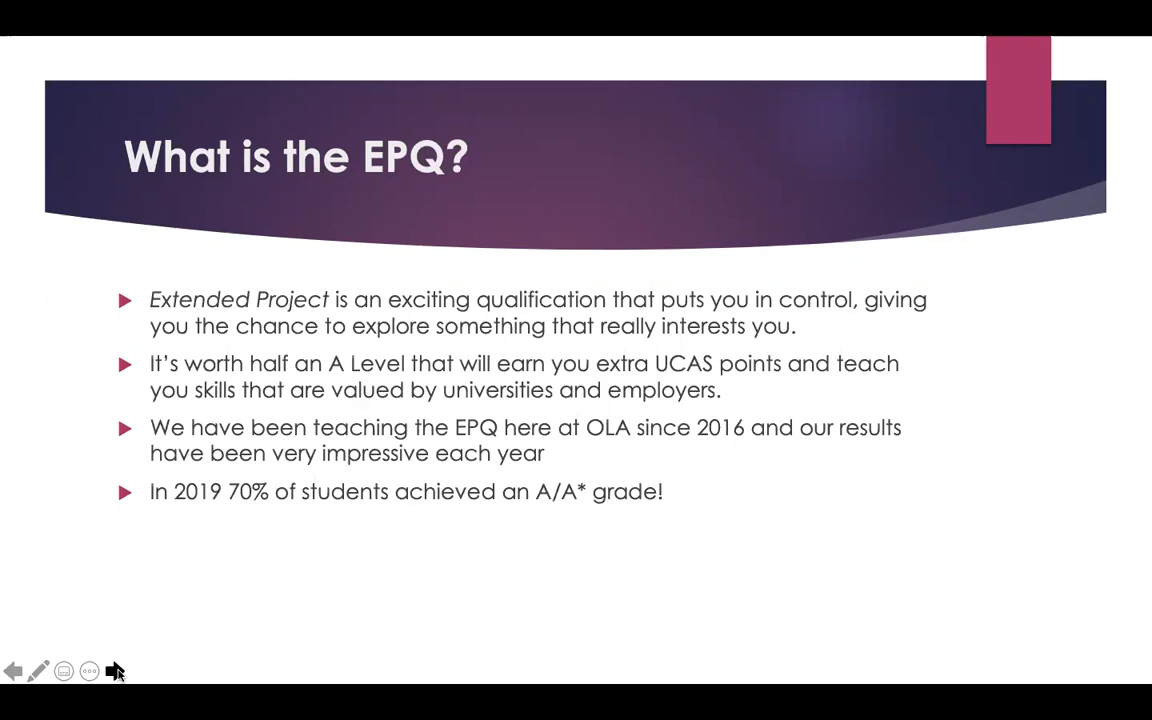 What is the EPQ?
Extended Project is an exciting qualification that puts you in control, giving
you the chance to explore something that really interests you.
It's worth half an A Level that will earn you extra UCAS points and teach
you skills that are valued by universities and employers.
We have been teaching the EPQ here at OLA since 2016 and our results
have been very impressive each year
In 2019 70% of students achieved an A/A* grade!